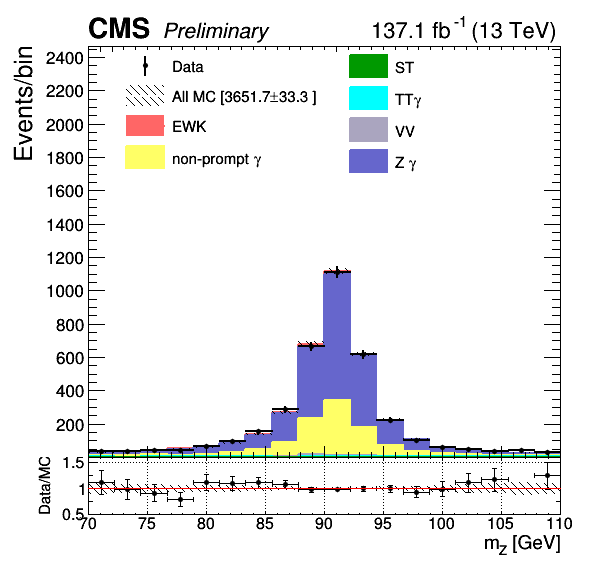 CMS Preliminary 137.1 fb⁻¹ (13 TeV)
Events/bin
2400
2200
2000
1800
1600
1400
1200
1000
800
600
400
200
Data
All MC [3651.7±33.3 ]
EWK
non-prompt γ
ST
TTγ
VV
Z γ
Data/MC
1.5
1
0.5
70 75 80 85 90 95 100 105 110
m_Z [GeV]